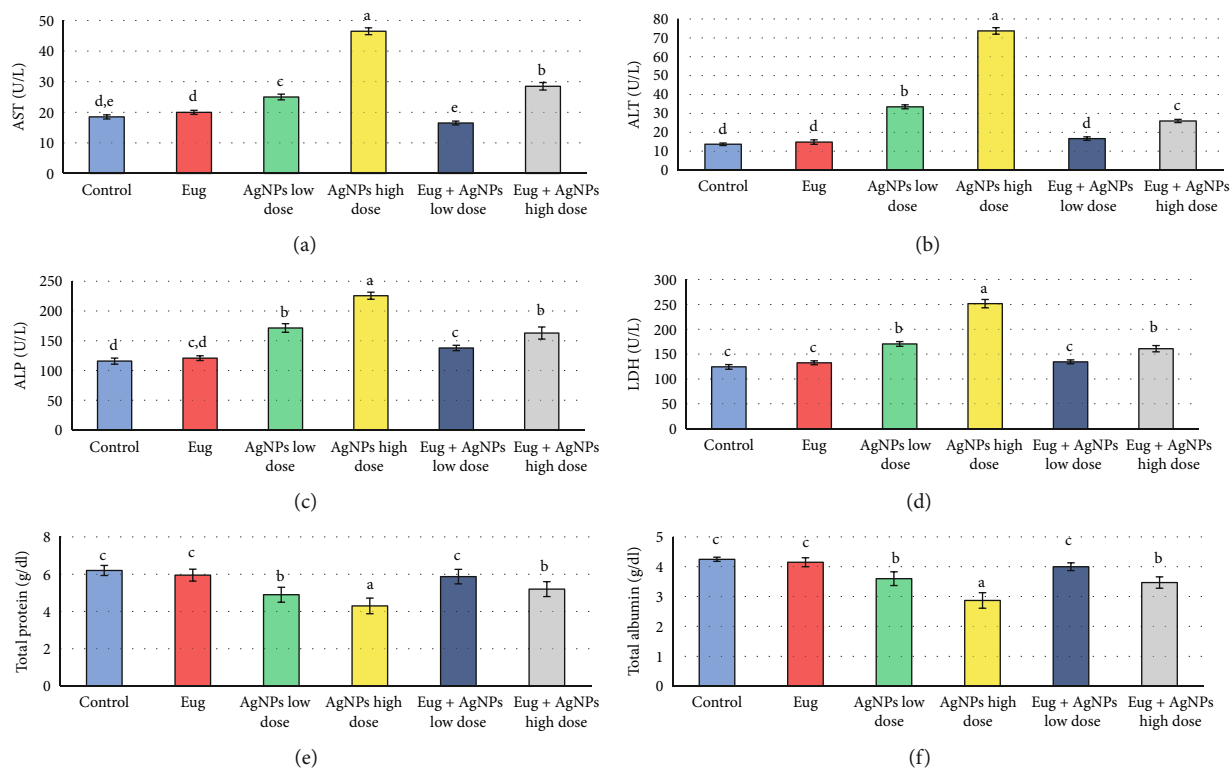 AST (U/L)
50
40
30
20
10
0
d,e
d
c
a
e
b
Control
Eug
AgNPs low
dose
AgNPs high
dose
Eug + AgNPs
low dose
Eug + AgNPs
high dose
(a)
ALT (U/L)
80
70
60
50
40
30
20
10
0
d
d
b
a
d
c
Control
Eug
AgNPs low
dose
AgNPs high
dose
Eug + AgNPs
low dose
Eug + AgNPs
high dose
(b)
ALP (U/L)
250
200
150
100
50
0
d
c,d
b
a
c
b
Control
Eug
AgNPs low
dose
AgNPs high
dose
Eug + AgNPs
low dose
Eug + AgNPs
high dose
(c)
LDH (U/L)
300
250
200
150
100
50
0
c
c
b
a
c
b
Control
Eug
AgNPs low
dose
AgNPs high
dose
Eug + AgNPs
low dose
Eug + AgNPs
high dose
(d)
Total protein (g/dl)
8
6
4
2
0
c
c
b
a
c
b
Control
Eug
AgNPs low
dose
AgNPs high
dose
Eug + AgNPs
low dose
Eug + AgNPs
high dose
(e)
Total albumin (g/dl)
5
4
3
2
1
0
c
c
b
a
c
b
Control
Eug
AgNPs low
dose
AgNPs high
dose
Eug + AgNPs
low dose
Eug + AgNPs
high dose
(f)